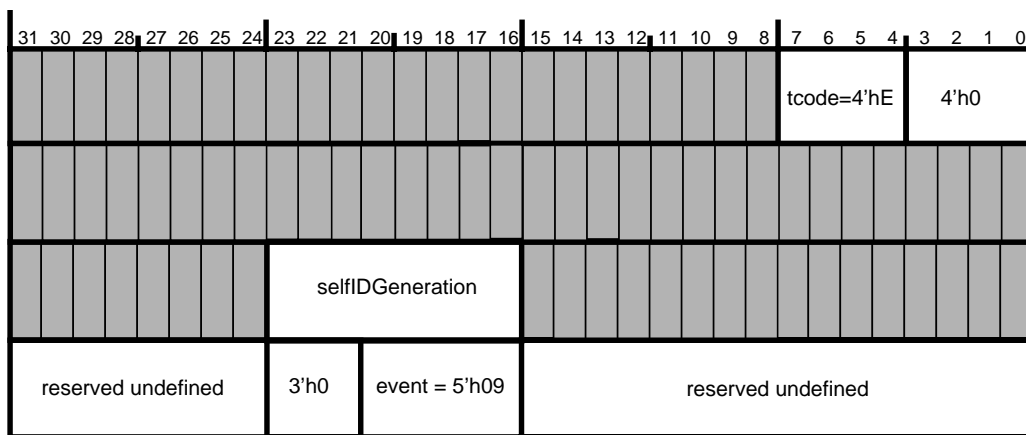 31 30 29 28 27 26 25 24 23 22 21 20 19 18 17 16 15 14 13 12 11 10 9 8 7 6 5 4 3 2 1 0
tcode=4'hE 4'h0
selfIDGeneration
reserved undefined 3'h0 event = 5'h09 reserved undefined